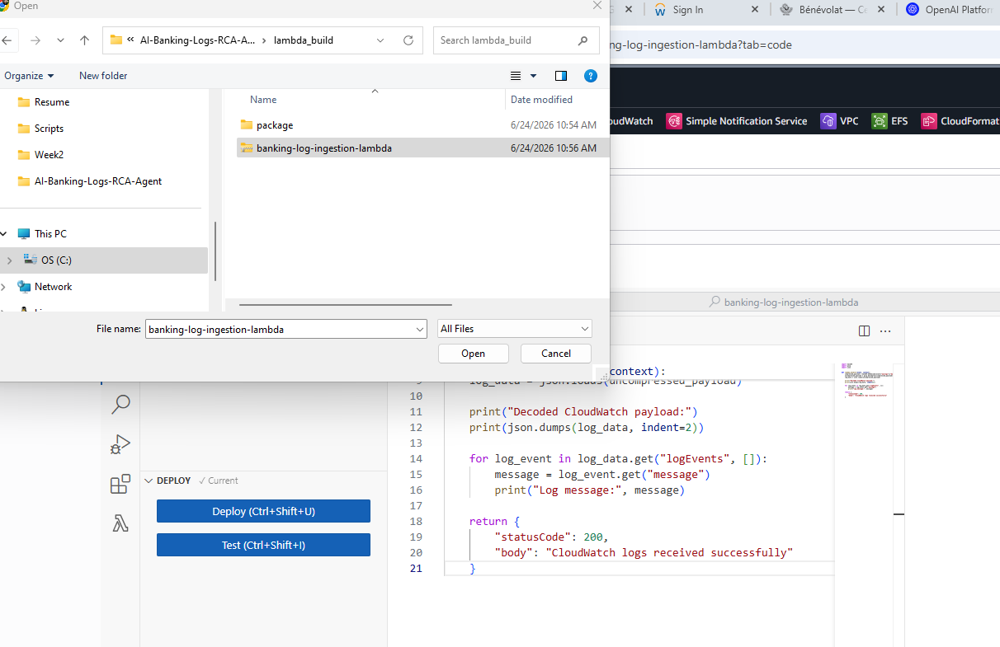 Open
Sign In
Bénévolat — Co
OpenAI Platfor
« AI-Banking-Logs-RCA-A... › lambda_build
Search lambda_build
ng-log-ingestion-lambda?tab=code
Organize
New folder
Name
Date modified
Resume
Scripts
Week2
AI-Banking-Logs-RCA-Agent
This PC
OS (C:)
Network
package 6/24/2026 10:54 AM
banking-log-ingestion-lambda 6/24/2026 10:56 AM
oudWatch
Simple Notification Service
VPC
EFS
CloudFormat
File name: banking-log-ingestion-lambda
All Files
Open
Cancel
banking-log-ingestion-lambda
context):
9 log_data = json.loads(uncompressed_payload)
10
11 print("Decoded CloudWatch payload:")
12 print(json.dumps(log_data, indent=2))
13
14 for log_event in log_data.get("logEvents", []):
15 message = log_event.get("message")
16 print("Log message:", message)
17
18 return {
19 "statusCode": 200,
20 "body": "CloudWatch logs received successfully"
21 }
DEPLOY ✓ Current
Deploy (Ctrl+Shift+U)
Test (Ctrl+Shift+I)